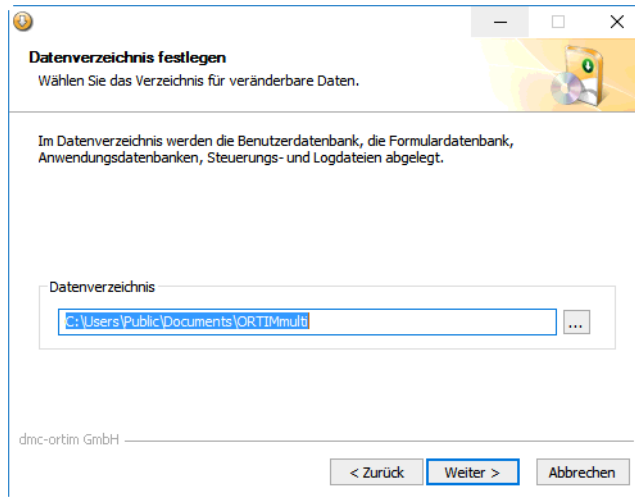 Datenverzeichnis festlegen
Wählen Sie das Verzeichnis für veränderbare Daten.
Im Datenverzeichnis werden die Benutzerdatenbank, die Formulardatenbank,
Anwendungsdatenbanken, Steuerungs- und Logdateien abgelegt.
Datenverzeichnis
C:\Users\Public\Documents\ORTIMmulti
...
dmc-ortim GmbH
< Zurück
Weiter >
Abbrechen